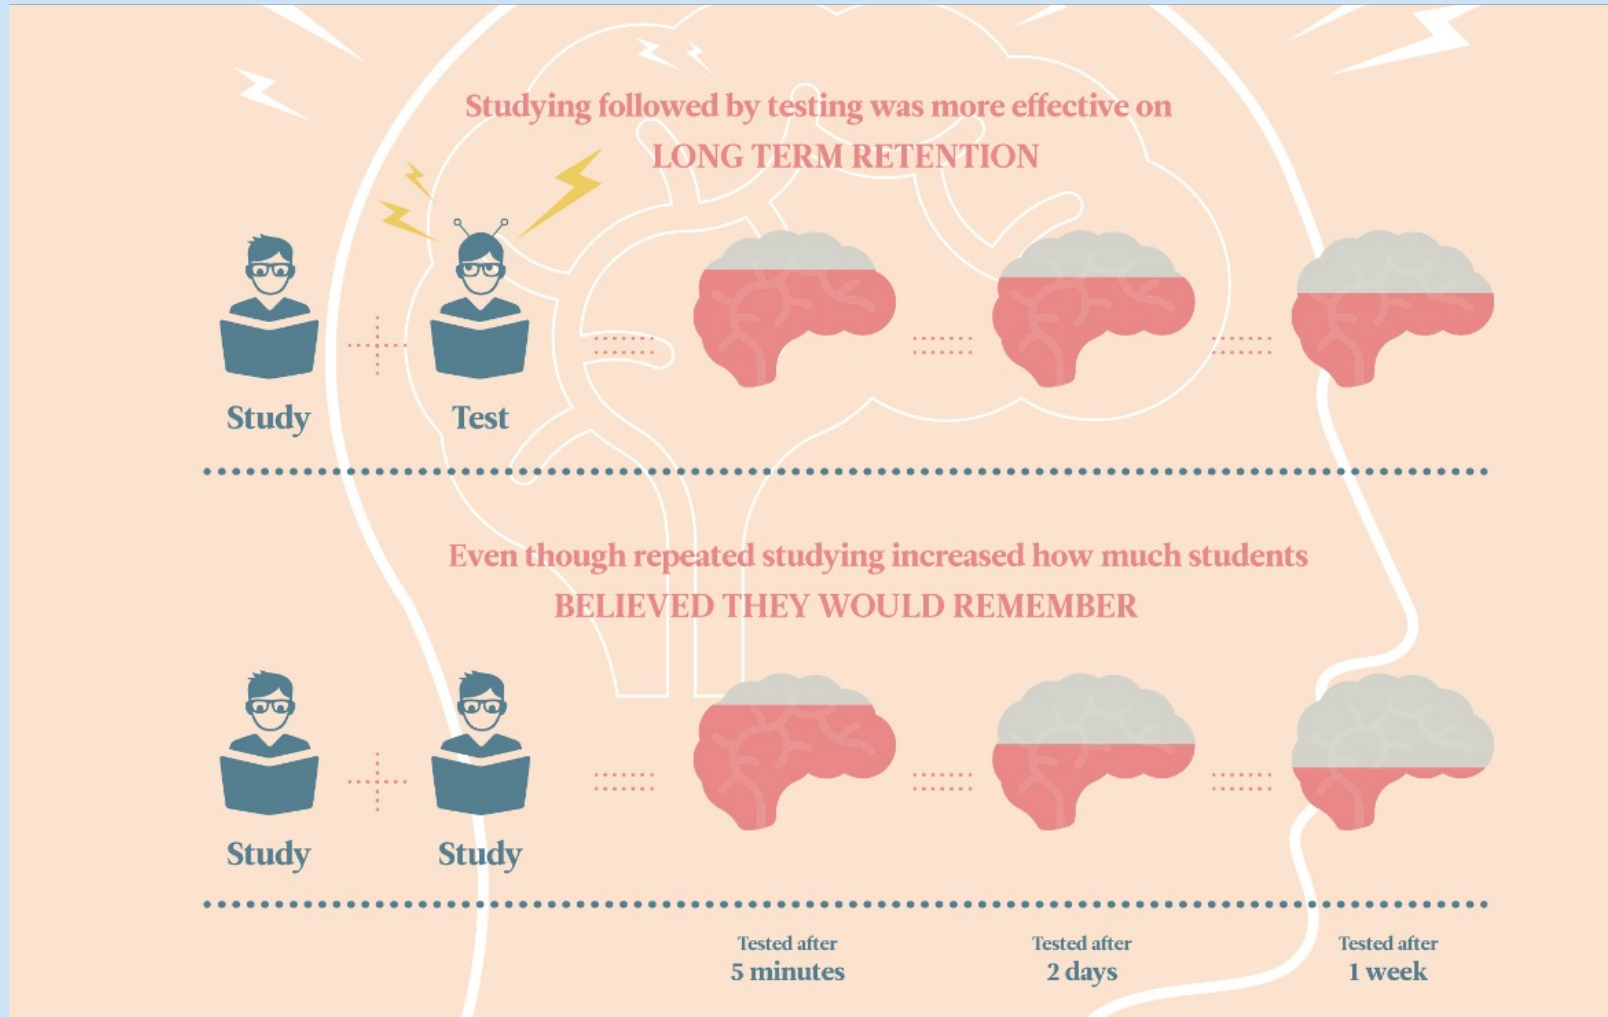 Studying followed by testing was more effective on
LONG TERM RETENTION
Study
Test
Even though repeated studying increased how much students
BELIEVED THEY WOULD REMEMBER
Study
Study
Tested after
5 minutes
Tested after
2 days
Tested after
1 week